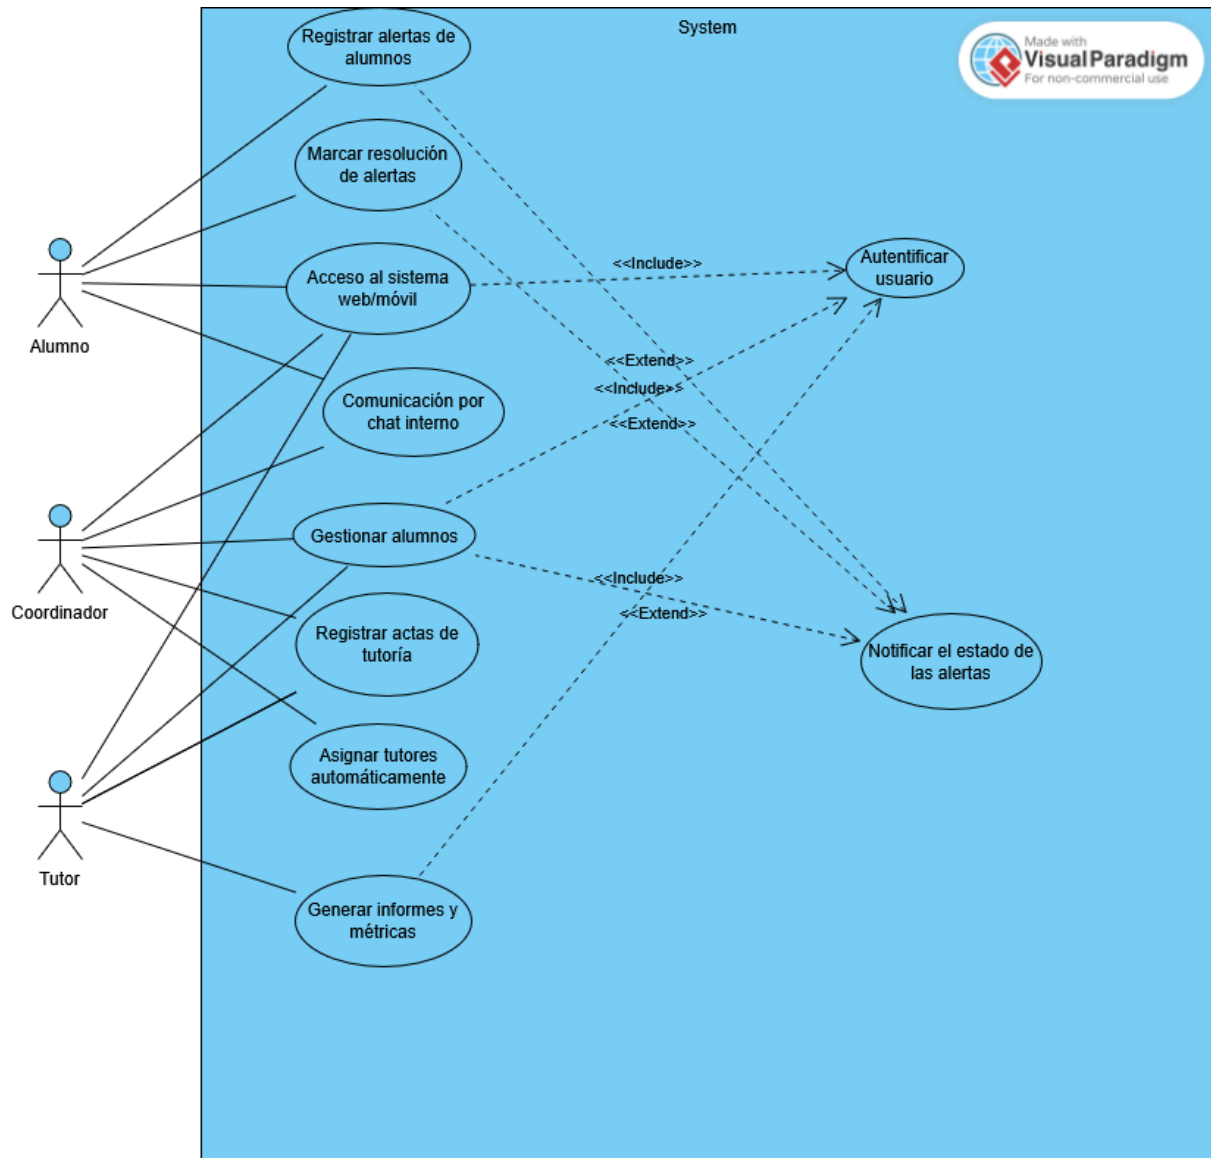 System
Made with
VisualParadigm
For non-commercial use
Registrar alertas de
alumnos
Marcar resolución
de alertas
Acceso al sistema
web/móvil
Comunicación por
chat interno
Gestionar alumnos
Registrar actas de
tutoría
Asignar tutores
automáticamente
Generar informes y
métricas
Alumno
Coordinador
Tutor
<<Include>>
<<Extend>>
<<Include>>
<<Extend>>
<<Include>>
<<Extend>>
Autentificar
usuario
Notificar el estado de
las alertas